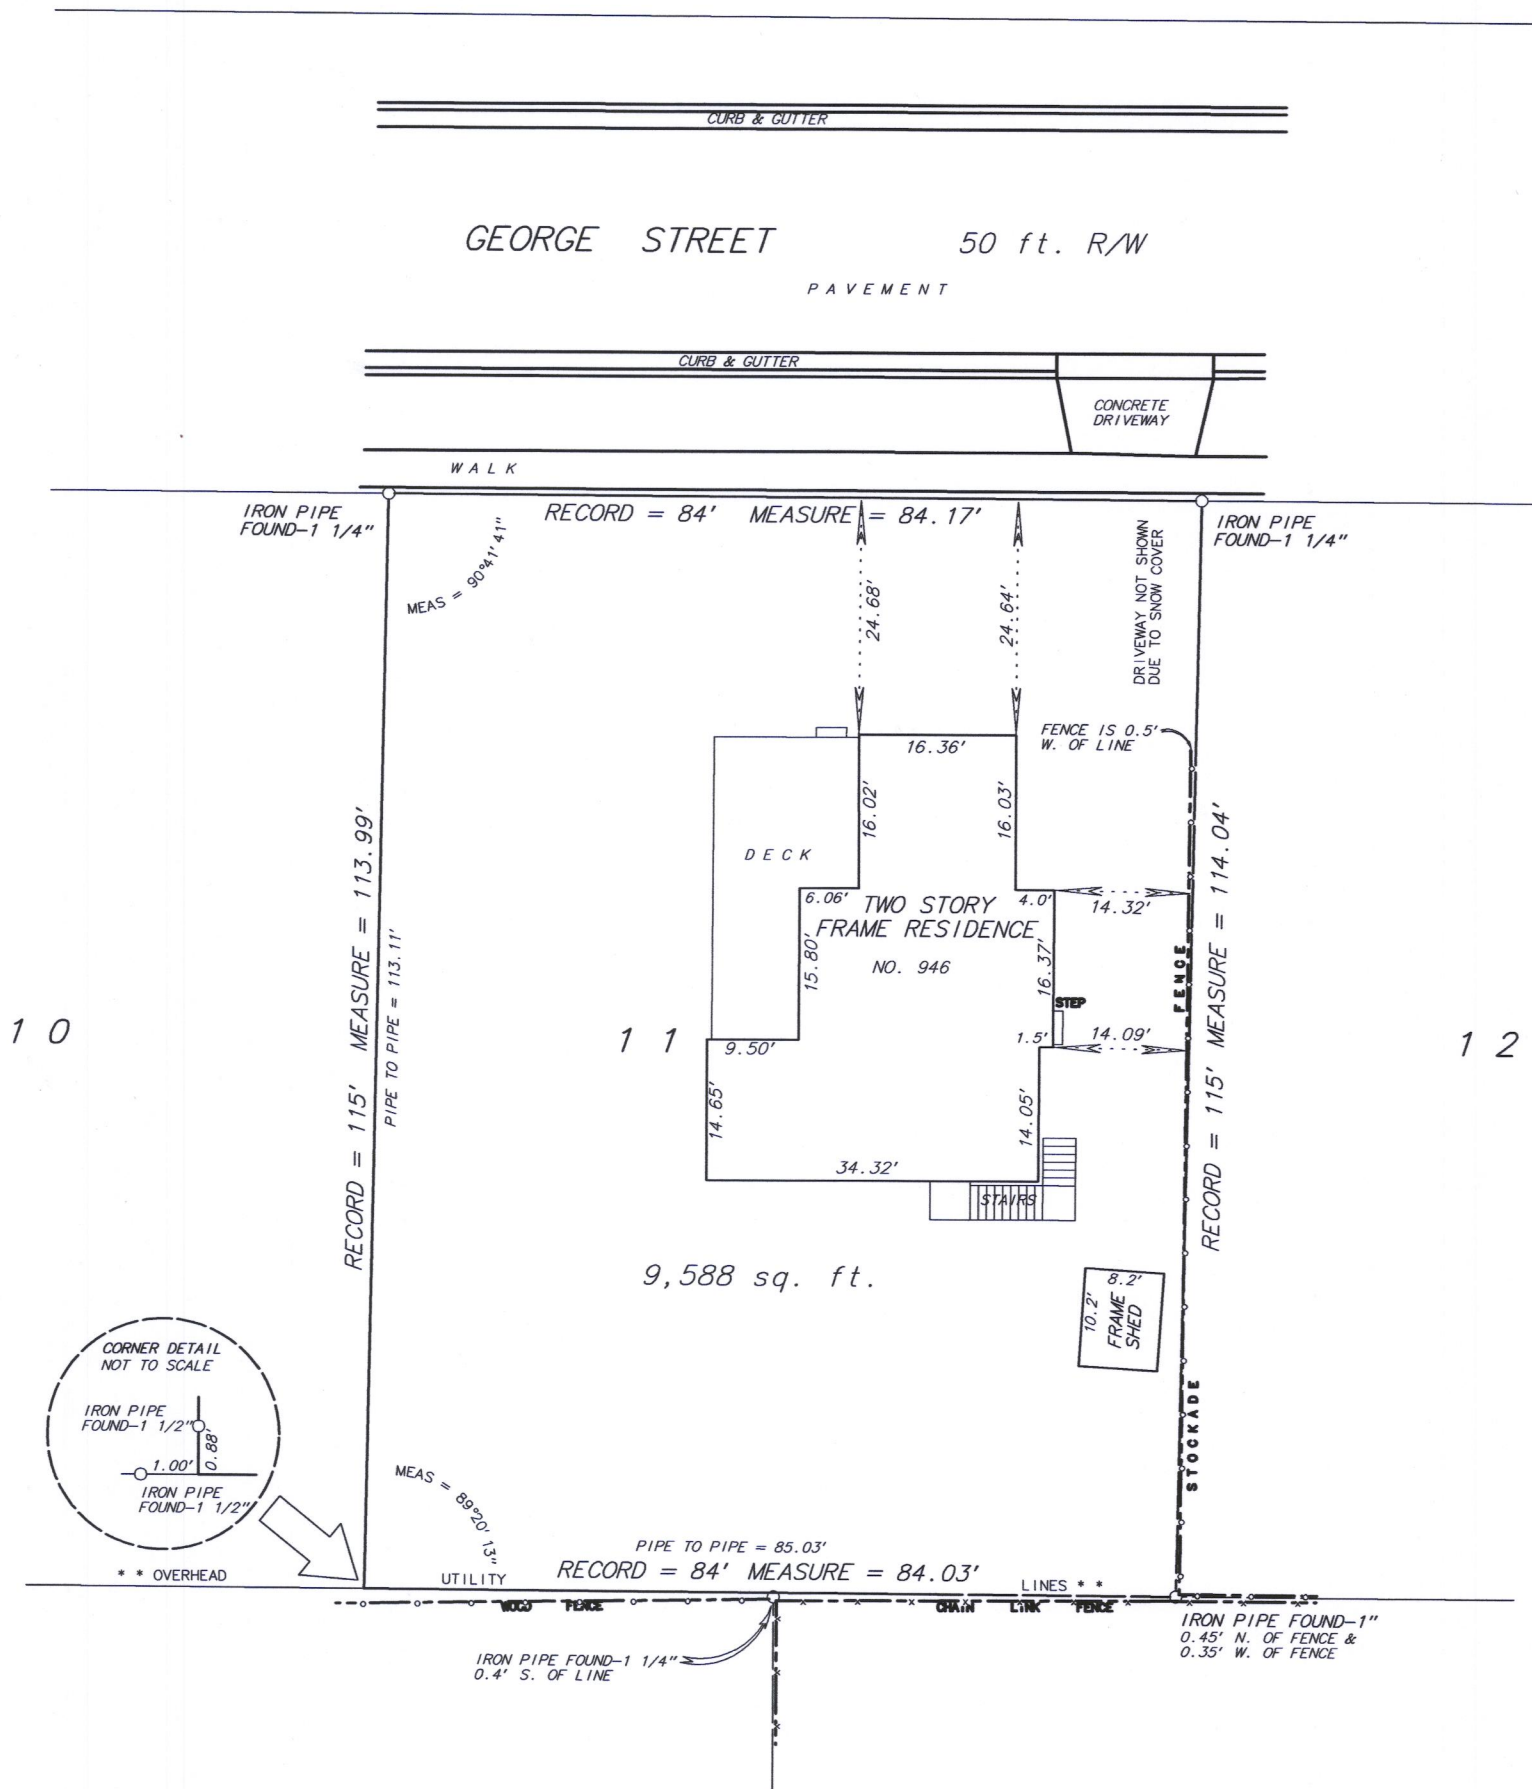 CURB & GUTTER
GEORGE STREET 50 ft. R/W
PAVEMENT
CURB & GUTTER
CONCRETE
DRIVEWAY
WALK
IRON PIPE
FOUND-1 1/4"
RECORD = 84' MEASURE = 84.17'
IRON PIPE
FOUND-1 1/4"
MEAS = 90°41'41"
24.68'
24.64'
DRIVEWAY NOT SHOWN
DUE TO SNOW COVER
FENCE IS 0.5'
W. OF LINE
16.36'
16.02'
16.03'
DECK
6.06'
TWO STORY
FRAME RESIDENCE
NO. 946
4.0'
14.32'
15.80'
16.37'
STEP
FENCE
RECORD = 115' MEASURE = 113.99'
PIPE TO PIPE = 113.11'
RECORD = 115' MEASURE = 114.04'
10
11
12
9.50'
1.5'
14.09'
14.65'
14.05'
34.32'
STAIRS
9,588 sq. ft.
8.2'
10.2'
FRAME
SHED
STOCKADE
CORNER DETAIL
NOT TO SCALE
IRON PIPE
FOUND-1 1/2"
0.88'
1.00'
IRON PIPE
FOUND-1 1/2"
MEAS = 89°20'13"
PIPE TO PIPE = 85.03'
RECORD = 84' MEASURE = 84.03'
* * OVERHEAD
UTILITY
LINES * *
WOOD FENCE
CHAIN LINK FENCE
IRON PIPE FOUND-1"
0.45' N. OF FENCE &
0.35' W. OF FENCE
IRON PIPE FOUND-1 1/4"
0.4' S. OF LINE